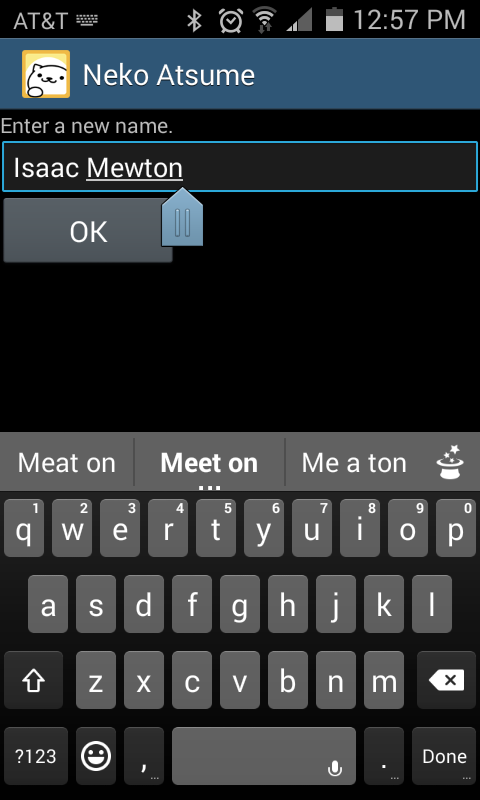 AT&T 12:57 PM
Neko Atsume
Enter a new name.
Isaac Mewton
OK
Meat on Meet on Me a ton
...
1 2 3 4 5 6 7 8 9 0
q w e r t y u i o p
a s d f g h j k l
z x c v b n m
?123 , ... . ... Done ...